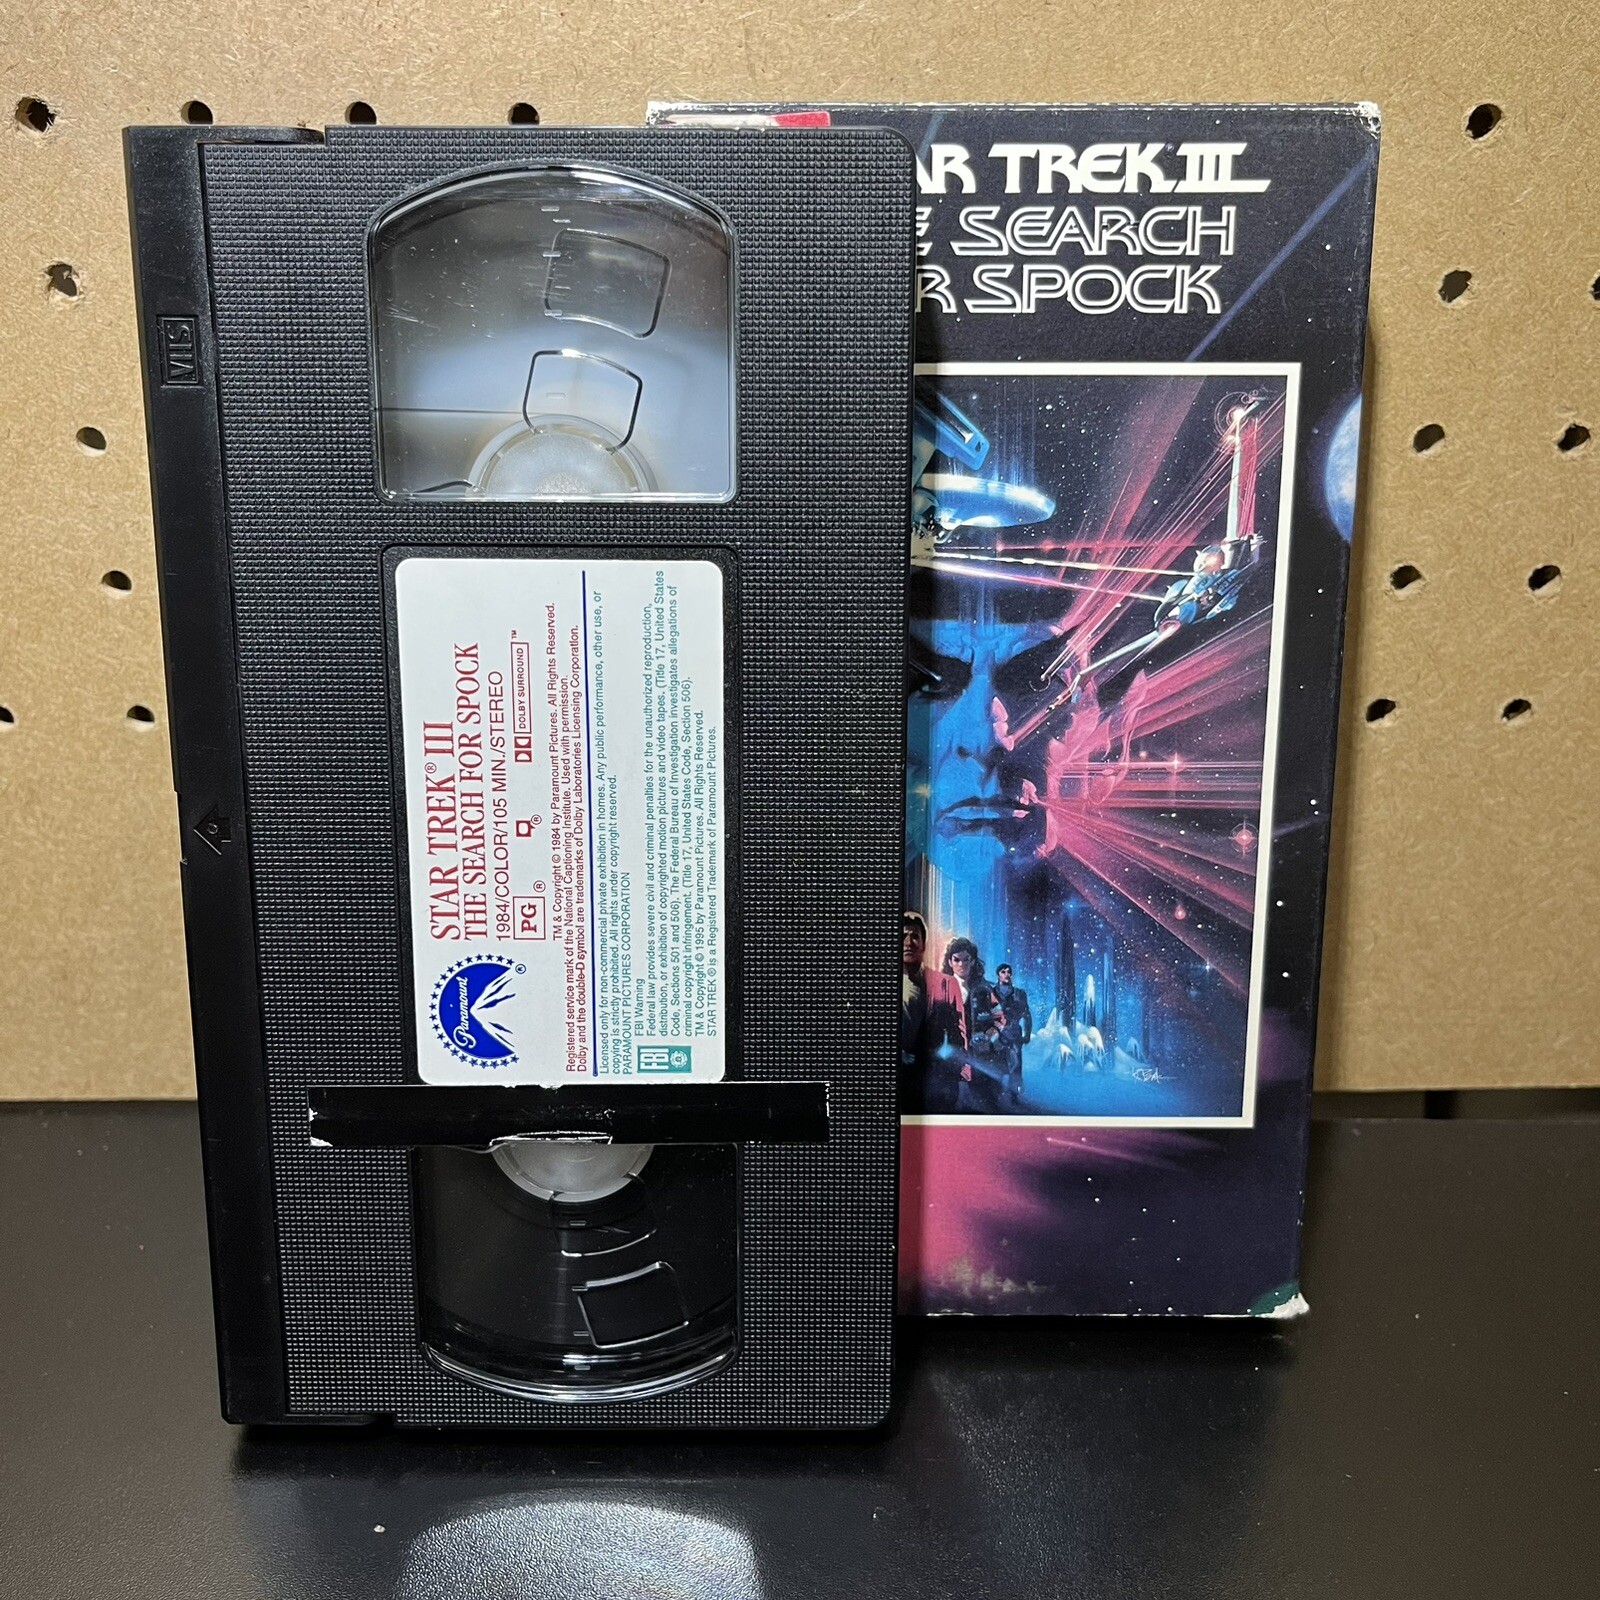 VHS
STAR TREK® III
THE SEARCH FOR SPOCK
1984/COLOR/105 MIN./STEREO
PG ®
®
DOLBY SURROUND™
TM & Copyright © 1984 by Paramount Pictures. All Rights Reserved.
Registered service mark of the National Captioning Institute. Used with permission.
Dolby and the double-D symbol are trademarks of Dolby Laboratories Licensing Corporation.
Paramount
®
Licensed only for non-commercial private exhibition in homes. Any public performance, other use, or
copying is strictly prohibited. All rights under copyright reserved.
PARAMOUNT PICTURES CORPORATION
FBI Warning
Federal law provides severe civil and criminal penalties for the unauthorized reproduction,
distribution, or exhibition of copyrighted motion pictures and video tapes. (Title 17, United States
Code, Sections 501 and 506). The Federal Bureau of Investigation investigates allegations of
criminal copyright infringement. (Title 17, United States Code, Section 506).
TM & Copyright © 1995 by Paramount Pictures. All Rights Reserved.
STAR TREK ® is a Registered Trademark of Paramount Pictures.
FBI
AR TREK III
E SEARCH
R SPOCK